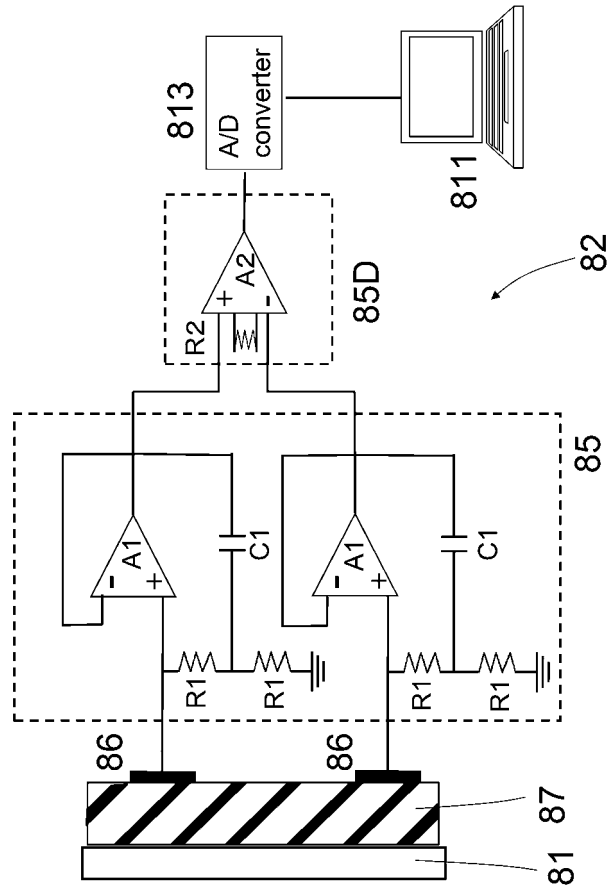 813
A/D
converter
811
82
85D
R2
+
A2
-
85
-
A1
+
C1
R1
R1
-
A1
+
C1
R1
R1
86
86
87
81